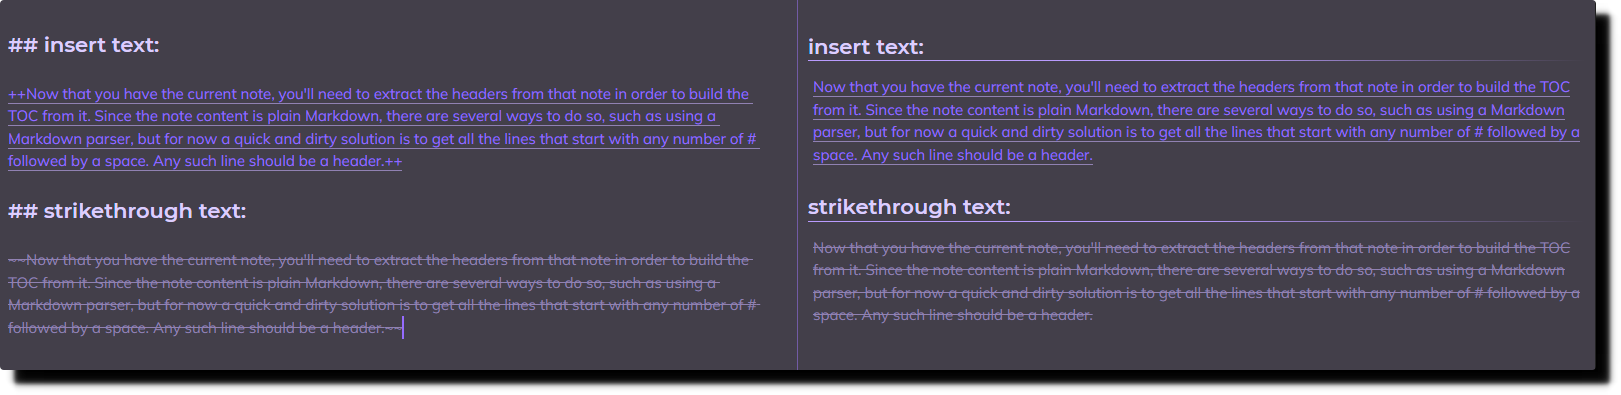 ## insert text:
++Now that you have the current note, you'll need to extract the headers from that note in order to build the
TOC from it. Since the note content is plain Markdown, there are several ways to do so, such as using a
Markdown parser, but for now a quick and dirty solution is to get all the lines that start with any number of #
followed by a space. Any such line should be a header.++
## strikethrough text:
~~Now that you have the current note, you'll need to extract the headers from that note in order to build the
TOC from it. Since the note content is plain Markdown, there are several ways to do so, such as using a
Markdown parser, but for now a quick and dirty solution is to get all the lines that start with any number of #
followed by a space. Any such line should be a header.~~
insert text:
Now that you have the current note, you'll need to extract the headers from that note in order to build the TOC
from it. Since the note content is plain Markdown, there are several ways to do so, such as using a Markdown
parser, but for now a quick and dirty solution is to get all the lines that start with any number of # followed by a
space. Any such line should be a header.
strikethrough text:
Now that you have the current note, you'll need to extract the headers from that note in order to build the TOC
from it. Since the note content is plain Markdown, there are several ways to do so, such as using a Markdown
parser, but for now a quick and dirty solution is to get all the lines that start with any number of # followed by a
space. Any such line should be a header.